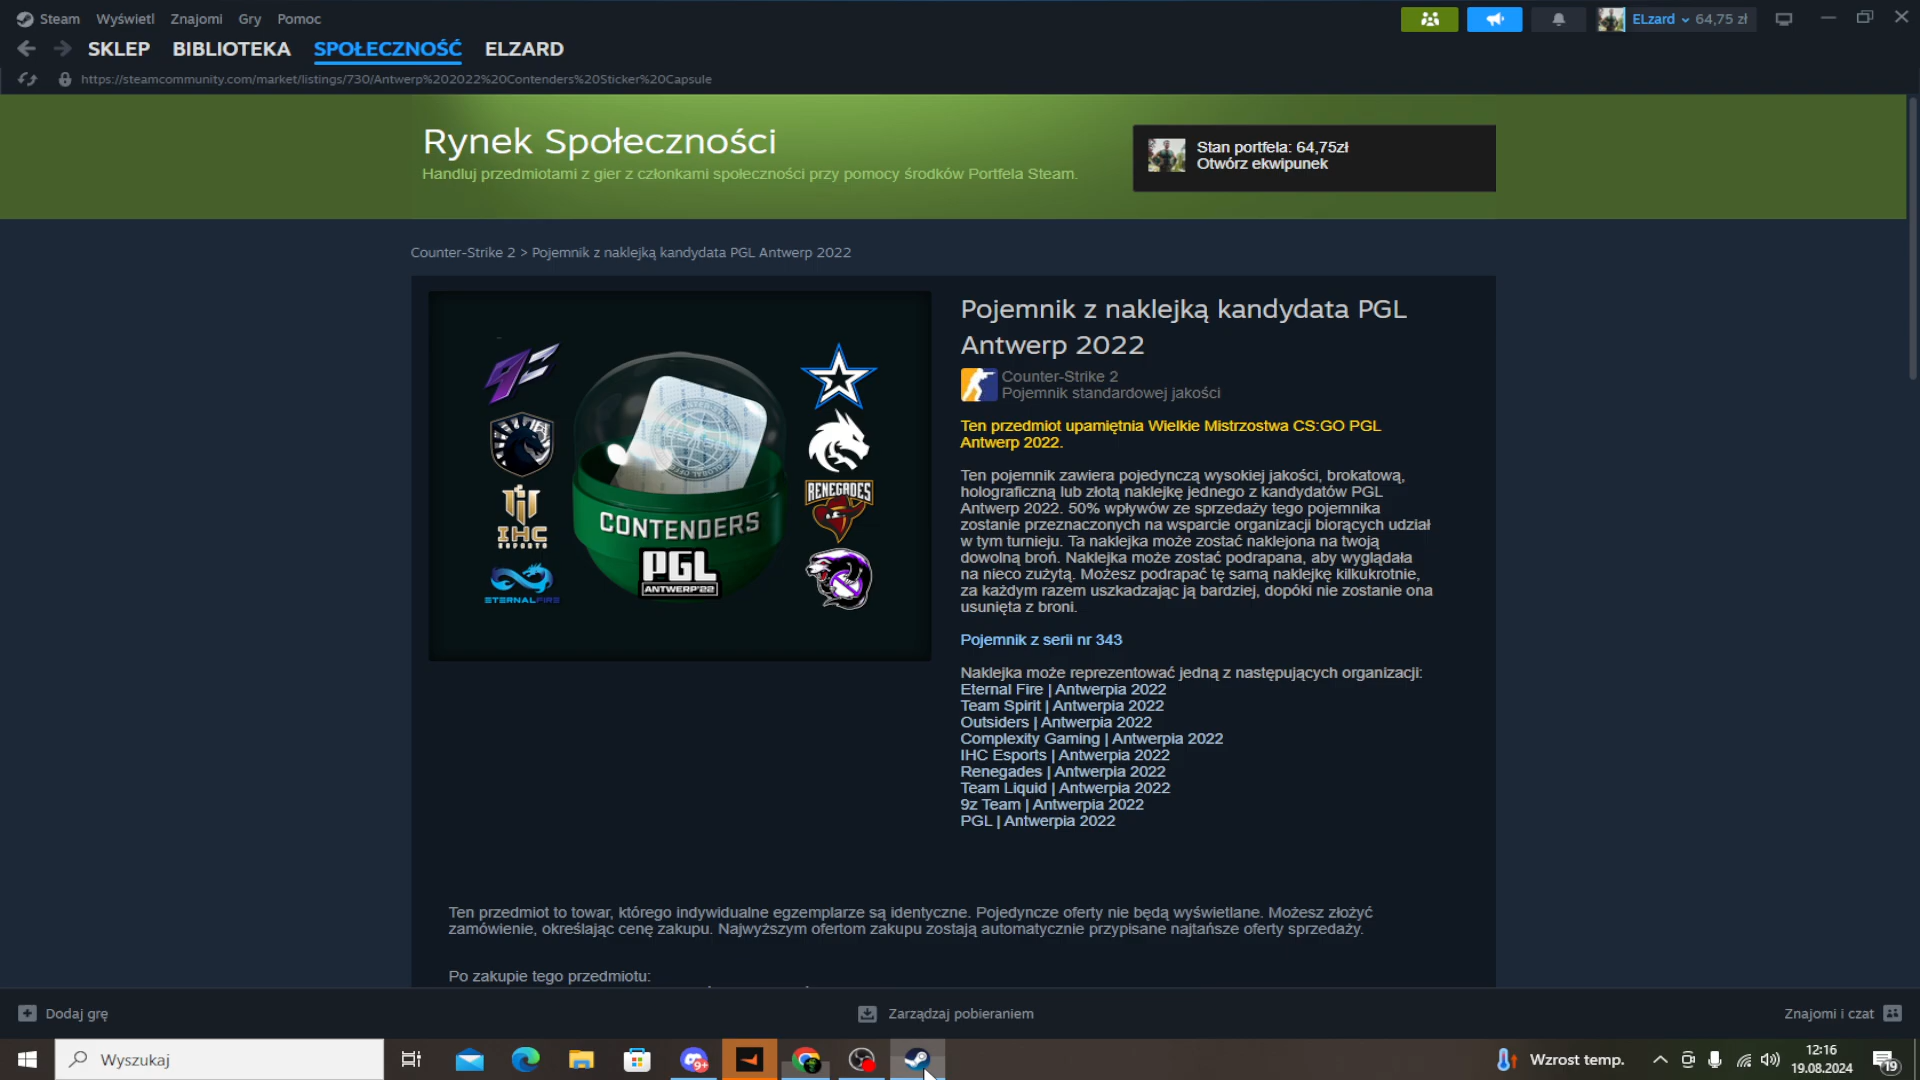 Steam Wyświetl Znajomi Gry Pomoc
ELzard 64,75 zł
SKLEP BIBLIOTEKA SPOŁECZNOŚĆ ELZARD
https://steamcommunity.com/market/listings/730/Antwerp%202022%20Contenders%20Sticker%20Capsule
Rynek Społeczności
Handluj przedmiotami z gier z członkami społeczności przy pomocy środków Portfela Steam.
Stan portfela: 64,75zł
Otwórz ekwipunek
Counter-Strike 2 > Pojemnik z naklejką kandydata PGL Antwerp 2022
RENEGADES
IHC
ESPORTS
ETERNALFIRE
CONTENDERS
PGL
ANTWERP'22
Pojemnik z naklejką kandydata PGL
Antwerp 2022
Counter-Strike 2
Pojemnik standardowej jakości
Ten przedmiot upamiętnia Wielkie Mistrzostwa CS:GO PGL
Antwerp 2022.
Ten pojemnik zawiera pojedynczą wysokiej jakości, brokatową,
holograficzną lub złotą naklejkę jednego z kandydatów PGL
Antwerp 2022. 50% wpływów ze sprzedaży tego pojemnika
zostanie przeznaczonych na wsparcie organizacji biorących udział
w tym turnieju. Ta naklejka może zostać naklejona na twoją
dowolną broń. Naklejka może zostać podrapana, aby wyglądała
na nieco zużytą. Możesz podrapać tę samą naklejkę kilkukrotnie,
za każdym razem uszkadzając ją bardziej, dopóki nie zostanie ona
usunięta z broni.
Pojemnik z serii nr 343
Naklejka może reprezentować jedną z następujących organizacji:
Eternal Fire | Antwerpia 2022
Team Spirit | Antwerpia 2022
Outsiders | Antwerpia 2022
Complexity Gaming | Antwerpia 2022
IHC Esports | Antwerpia 2022
Renegades | Antwerpia 2022
Team Liquid | Antwerpia 2022
9z Team | Antwerpia 2022
PGL | Antwerpia 2022
Ten przedmiot to towar, którego indywidualne egzemplarze są identyczne. Pojedyncze oferty nie będą wyświetlane. Możesz złożyć
zamówienie, określając cenę zakupu. Najwyższym ofertom zakupu zostają automatycznie przypisane najtańsze oferty sprzedaży.
Po zakupie tego przedmiotu:
Dodaj grę
Zarządzaj pobieraniem
Znajomi i czat
Wyszukaj
9+
Wzrost temp.
12:16
19.08.2024
19